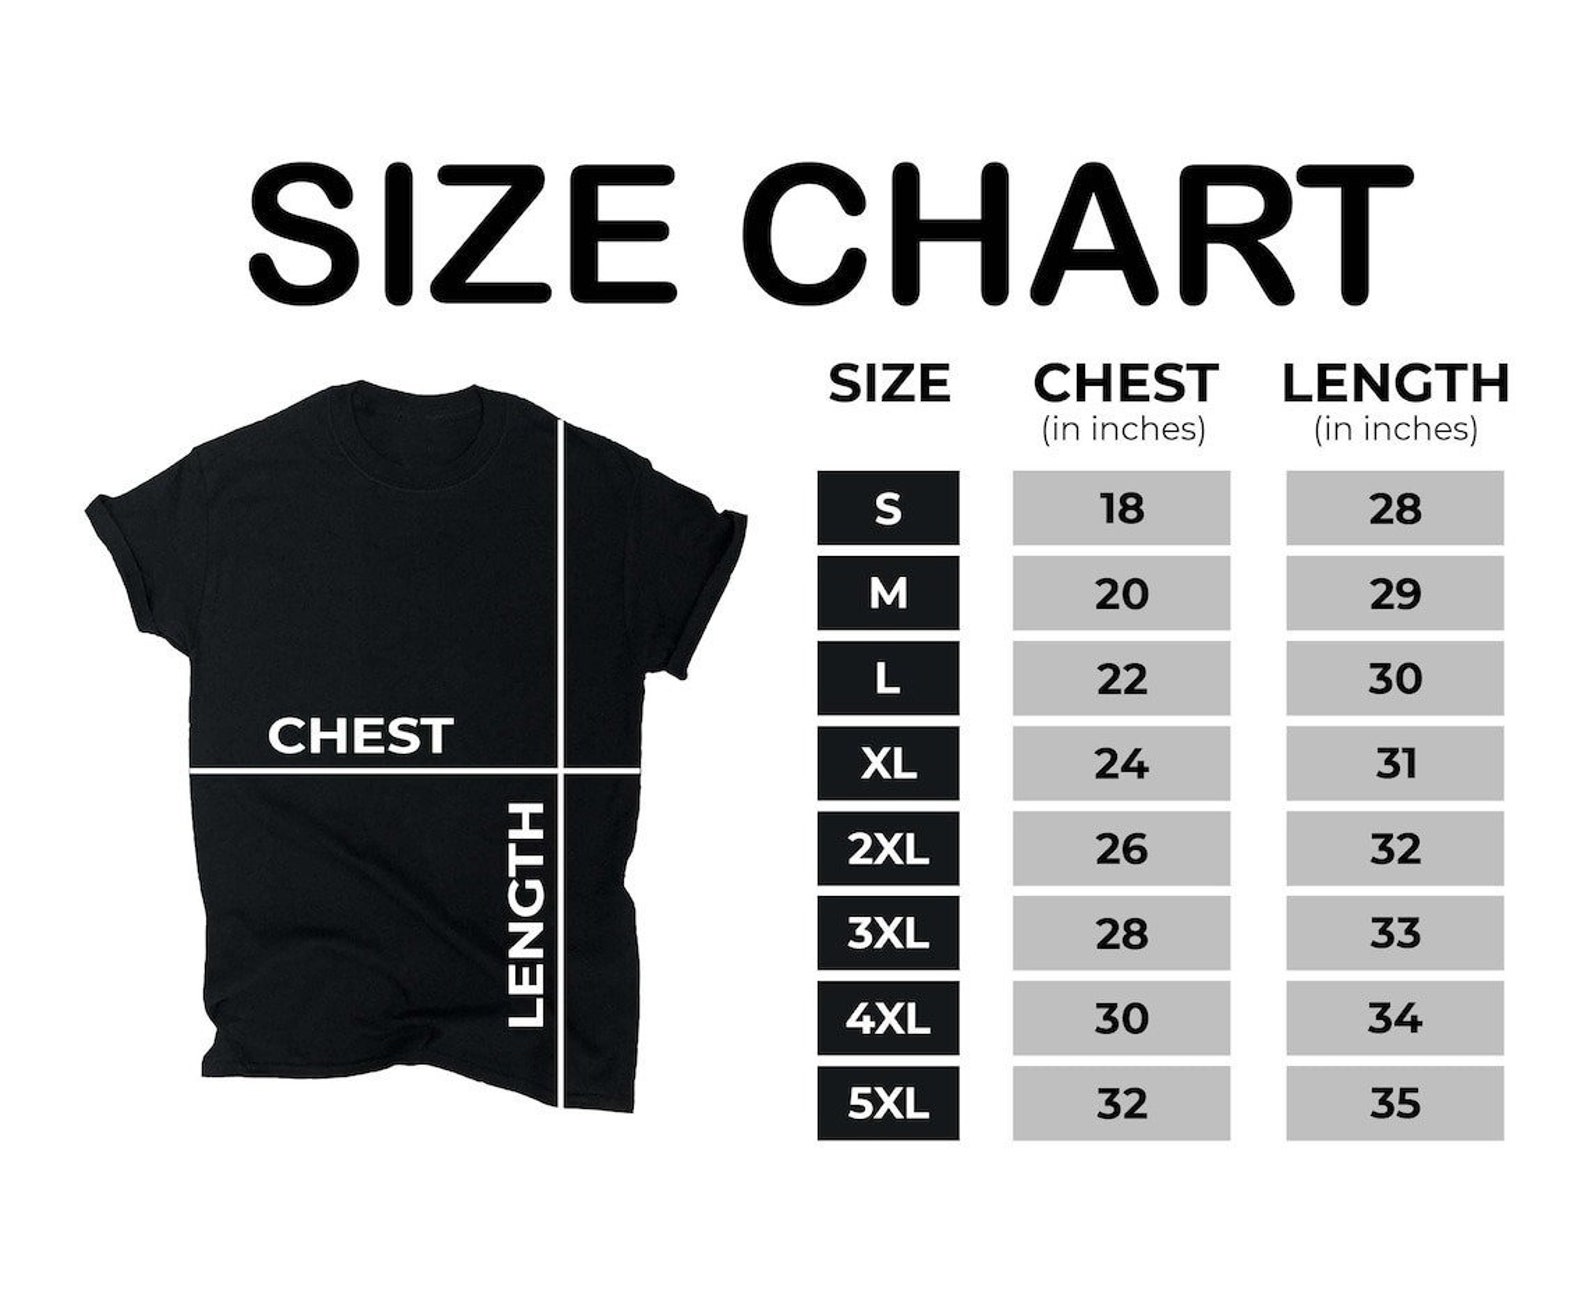 SIZE CHART
SIZE CHEST LENGTH
(in inches) (in inches)
S 18 28
M 20 29
L 22 30
XL 24 31
2XL 26 32
3XL 28 33
4XL 30 34
5XL 32 35
CHEST
LENGTH